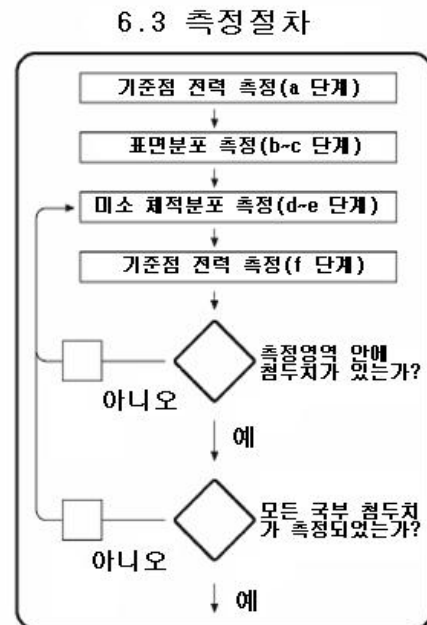 6.3 측정절차
기준점 전력 측정(a 단계)
표면분포 측정(b~c 단계)
미소 체적분포 측정(d~e 단계)
기준점 전력 측정(f 단계)
측정영역 안에
첨두치가 있는가?
아니오
예
모든 국부 첨두치
가 측정되었는가?
아니오
예